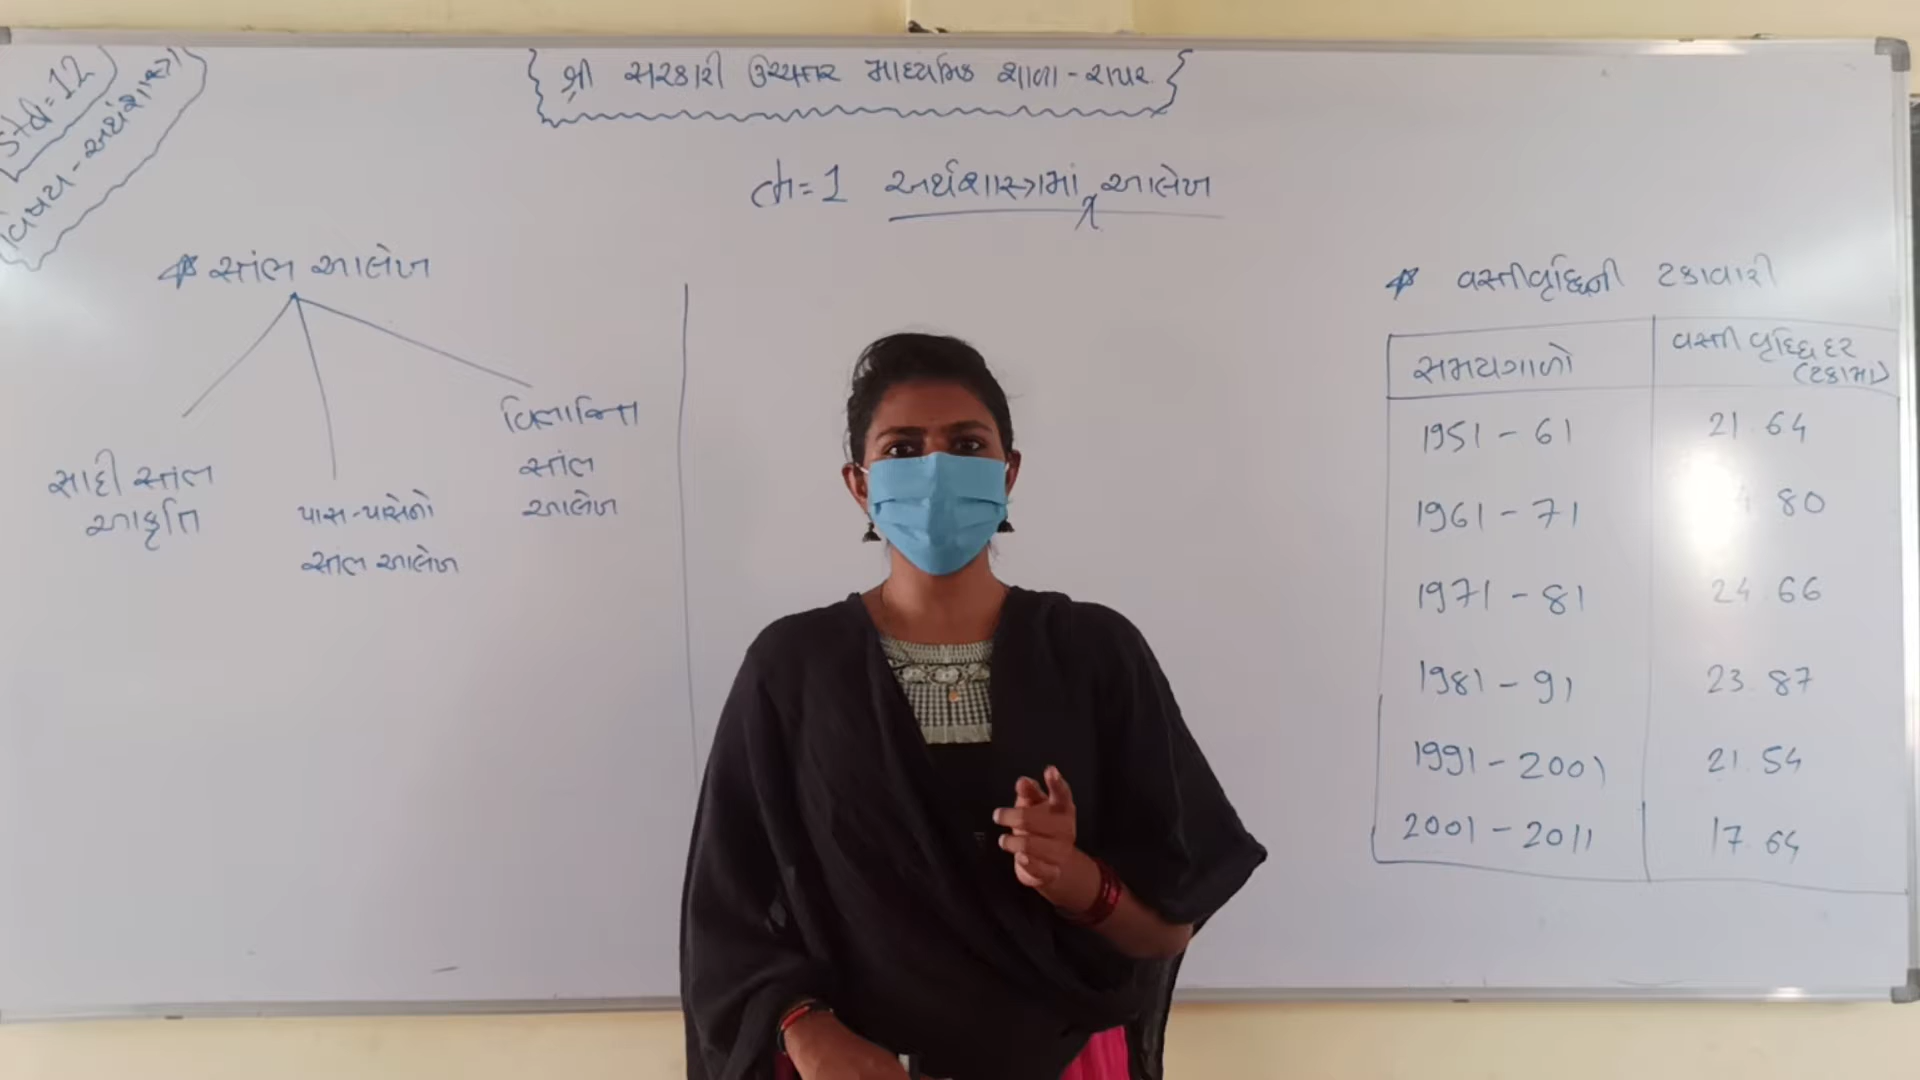 Std = 12
વિષય - અર્થશાસ્ત્ર
શ્રી સરકારી ઉચ્ચતર માધ્યમિક શાળા - રાપર
ch = 1 અર્થશાસ્ત્રમાં આલેખ
સ્તંભ આલેખ
સાદી સ્તંભ
આકૃતિ
પાસ-પાસેનો
સ્તંભ આલેખ
વિભાજિત
સ્તંભ
આલેખ
વસ્તીવૃદ્ધિની ટકાવારી
સમયગાળો વસ્તી વૃદ્ધિ દર
(ટકામાં)
1951 - 61 21.64
1961 - 71 80
1971 - 81 24.66
1981 - 91 23.87
1991 - 2001 21.54
2001 - 2011 17.64